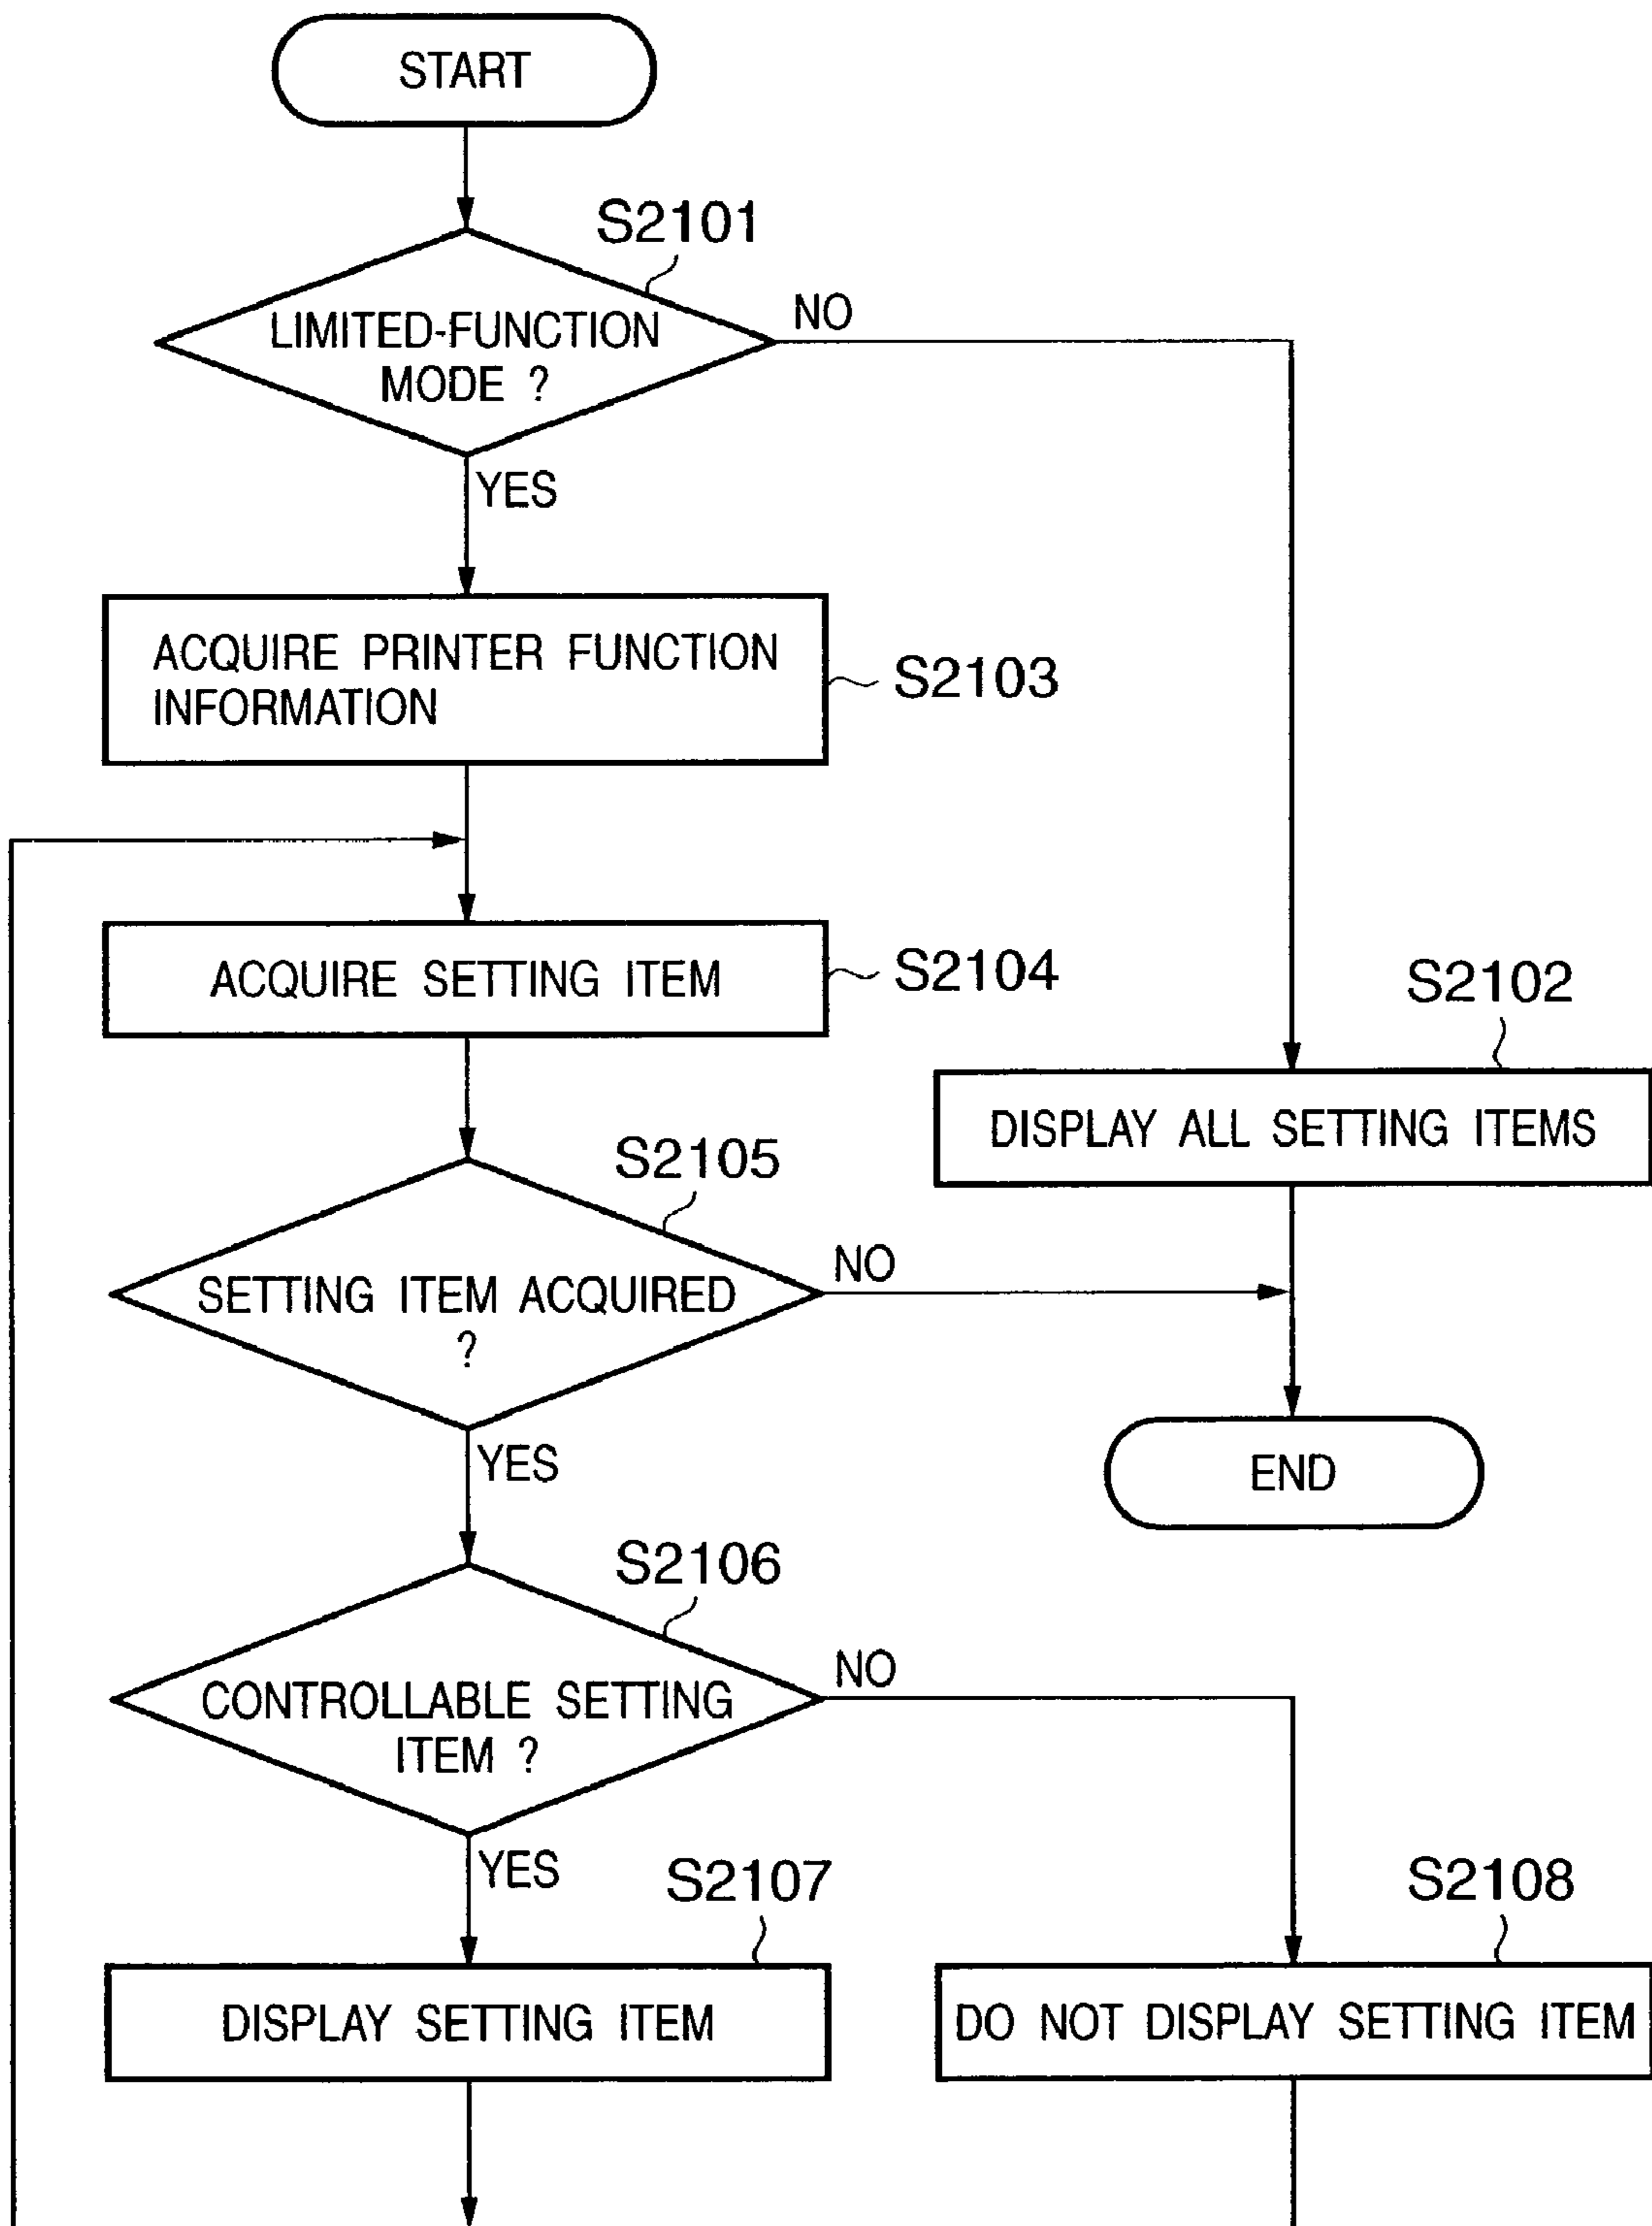 START
S2101
LIMITED-FUNCTION
MODE ?
NO
YES
ACQUIRE PRINTER FUNCTION
INFORMATION
S2103
ACQUIRE SETTING ITEM
S2104
S2102
DISPLAY ALL SETTING ITEMS
S2105
SETTING ITEM ACQUIRED
?
NO
YES
END
S2106
CONTROLLABLE SETTING
ITEM ?
NO
YES
S2107
DISPLAY SETTING ITEM
S2108
DO NOT DISPLAY SETTING ITEM